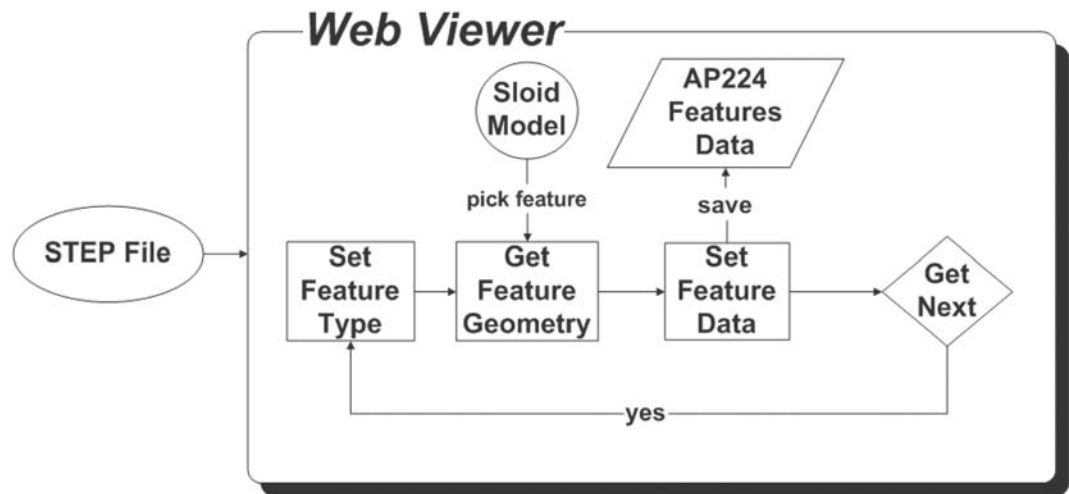 Web Viewer
Sloid
Model
AP224
Features
Data
pick feature
save
STEP File
Set
Feature
Type
Get
Feature
Geometry
Set
Feature
Data
Get
Next
yes